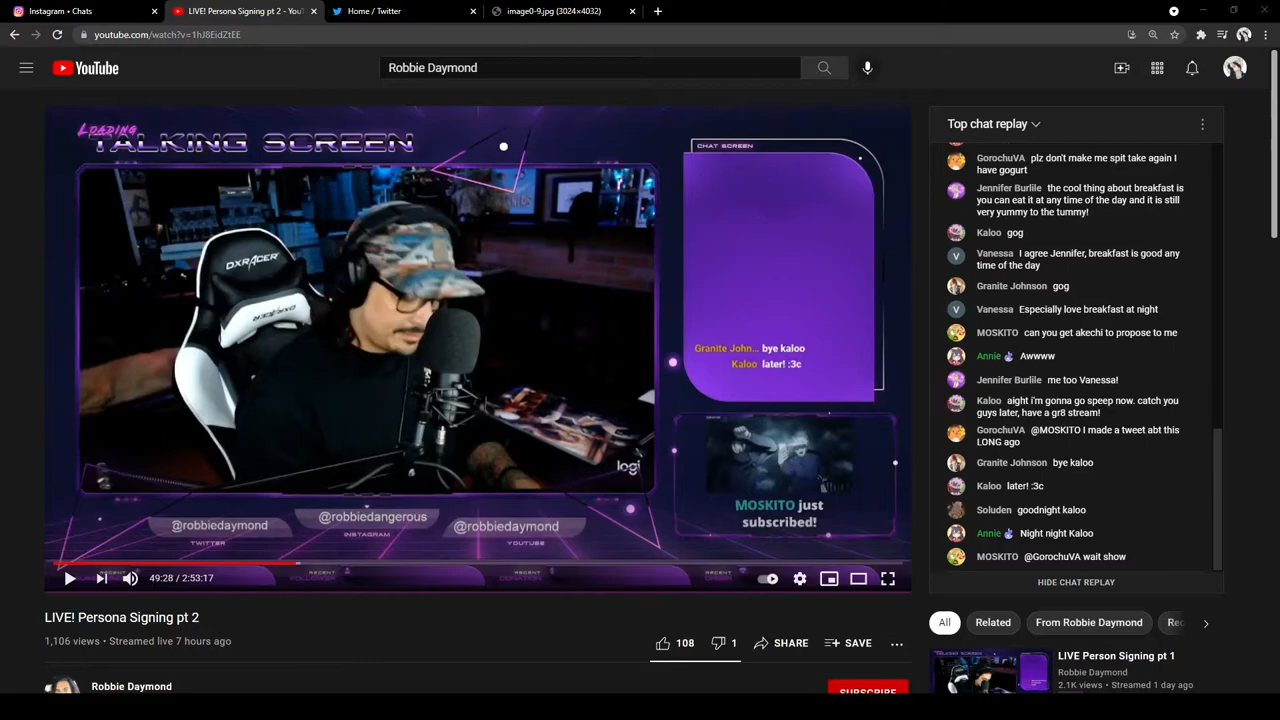 Instagram • Chats
LIVE! Persona Signing pt 2 - YouT
Home / Twitter
image0-9.jpg (3024×4032)
youtube.com/watch?v=1hJ8EidZtEE
YouTube
Robbie Daymond
LOADING
TALKING SCREEN
DXRACER
DXRACER
logi
@robbiedaymond
TWITTER
@robbiedangerous
INSTAGRAM
@robbiedaymond
YOUTUBE
CHAT SCREEN
Granite John... bye kaloo
Kaloo later! :3c
MOSKITO just
subscribed!
RECENT
FOLLOWER
RECENT
DONATION
RECENT
49:28 / 2:53:17
LIVE! Persona Signing pt 2
1,106 views • Streamed live 7 hours ago
108
1
SHARE
SAVE
Robbie Daymond
SUBSCRIBE
Top chat replay
GorochuVA plz don't make me spit take again I
have gogurt
Jennifer Burlile the cool thing about breakfast is
you can eat it at any time of the day and it is still
very yummy to the tummy!
Kaloo gog
V
Vanessa I agree Jennifer, breakfast is good any
time of the day
Granite Johnson gog
V
Vanessa Especially love breakfast at night
MOSKITO can you get akechi to propose to me
Annie Awwww
Jennifer Burlile me too Vanessa!
Kaloo aight i'm gonna go speep now. catch you
guys later, have a gr8 stream!
GorochuVA @MOSKITO I made a tweet abt this
LONG ago
Granite Johnson bye kaloo
Kaloo later! :3c
Soluden goodnight kaloo
Annie Night night Kaloo
MOSKITO @GorochuVA wait show
HIDE CHAT REPLAY
All
Related
From Robbie Daymond
Rec
LIVE Person Signing pt 1
Robbie Daymond
2.1K views • Streamed 1 day ago